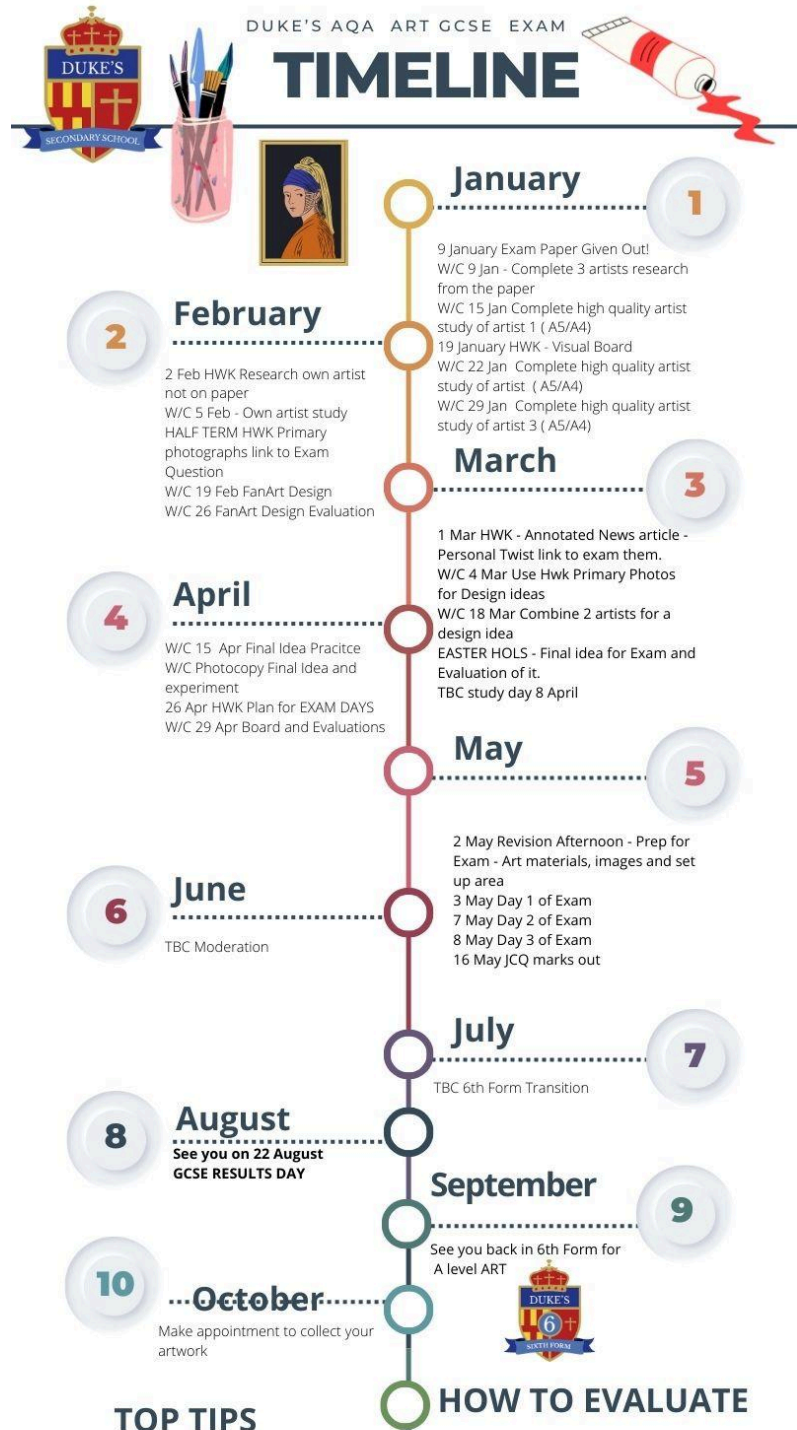 DUKE'S AQA ART GCSE EXAM
TIMELINE
DUKE'S
SECONDARY SCHOOL
January
1
9 January Exam Paper Given Out!
W/C 9 Jan - Complete 3 artists research
from the paper
W/C 15 Jan Complete high quality artist
study of artist 1 ( A5/A4)
19 January HWK - Visual Board
W/C 22 Jan Complete high quality artist
study of artist ( A5/A4)
W/C 29 Jan Complete high quality artist
study of artist 3 ( A5/A4)
2
February
2 Feb HWK Research own artist
not on paper
W/C 5 Feb - Own artist study
HALF TERM HWK Primary
photographs link to Exam
Question
W/C 19 Feb FanArt Design
W/C 26 FanArt Design Evaluation
March
3
1 Mar HWK - Annotated News article -
Personal Twist link to exam them.
W/C 4 Mar Use Hwk Primary Photos
for Design ideas
W/C 18 Mar Combine 2 artists for a
design idea
EASTER HOLS - Final idea for Exam and
Evaluation of it.
TBC study day 8 April
4
April
W/C 15 Apr Final Idea Pracitce
W/C Photocopy Final Idea and
experiment
26 Apr HWK Plan for EXAM DAYS
W/C 29 Apr Board and Evaluations
May
5
2 May Revision Afternoon - Prep for
Exam - Art materials, images and set
up area
3 May Day 1 of Exam
7 May Day 2 of Exam
8 May Day 3 of Exam
16 May JCQ marks out
6
June
TBC Moderation
July
7
TBC 6th Form Transition
8
August
See you on 22 August
GCSE RESULTS DAY
September
9
See you back in 6th Form for
A level ART
DUKE'S
6
SIXTH FORM
10
October
Make appointment to collect your
artwork
HOW TO EVALUATE
TOP TIPS